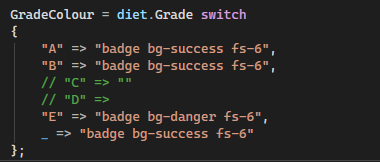 GradeColour = diet.Grade switch
{
    "A" => "badge bg-success fs-6",
    "B" => "badge bg-success fs-6",
    // "C" => ""
    // "D" =>
    "E" => "badge bg-danger fs-6",
    _ => "badge bg-success fs-6"
};